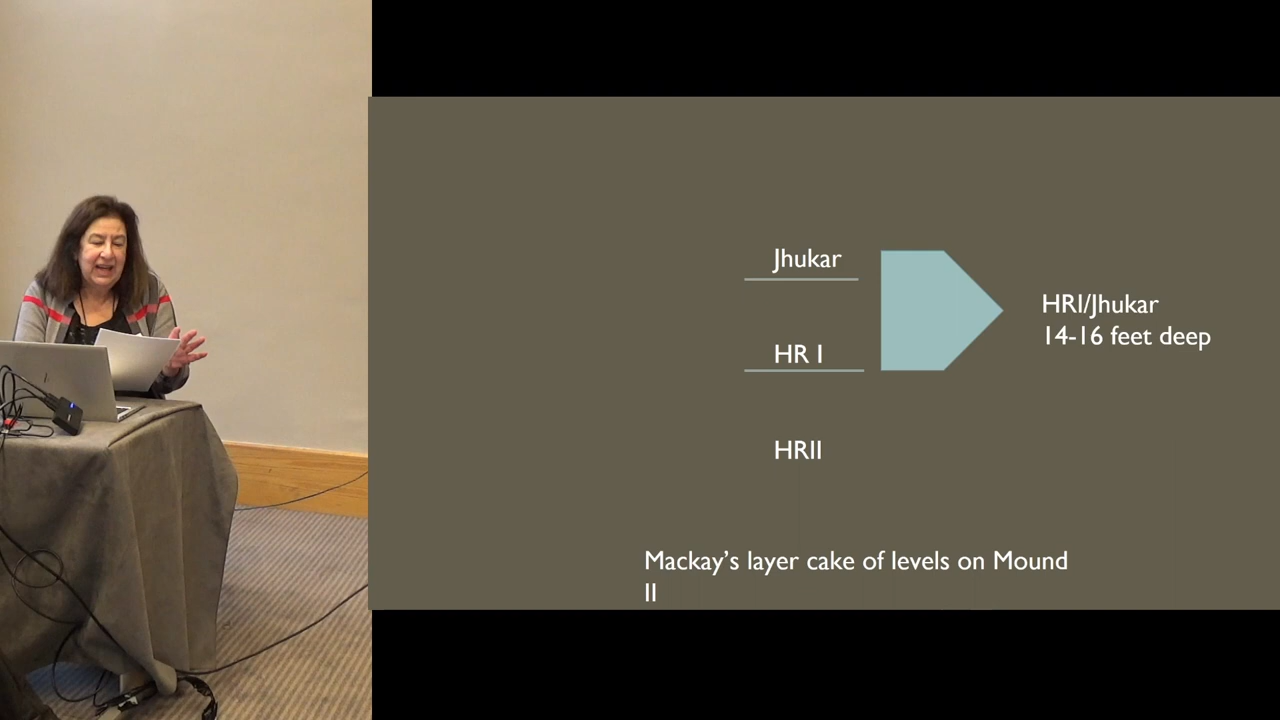 Jhukar
HR I
HRII
HRI/Jhukar
14-16 feet deep
Mackay's layer cake of levels on Mound
II